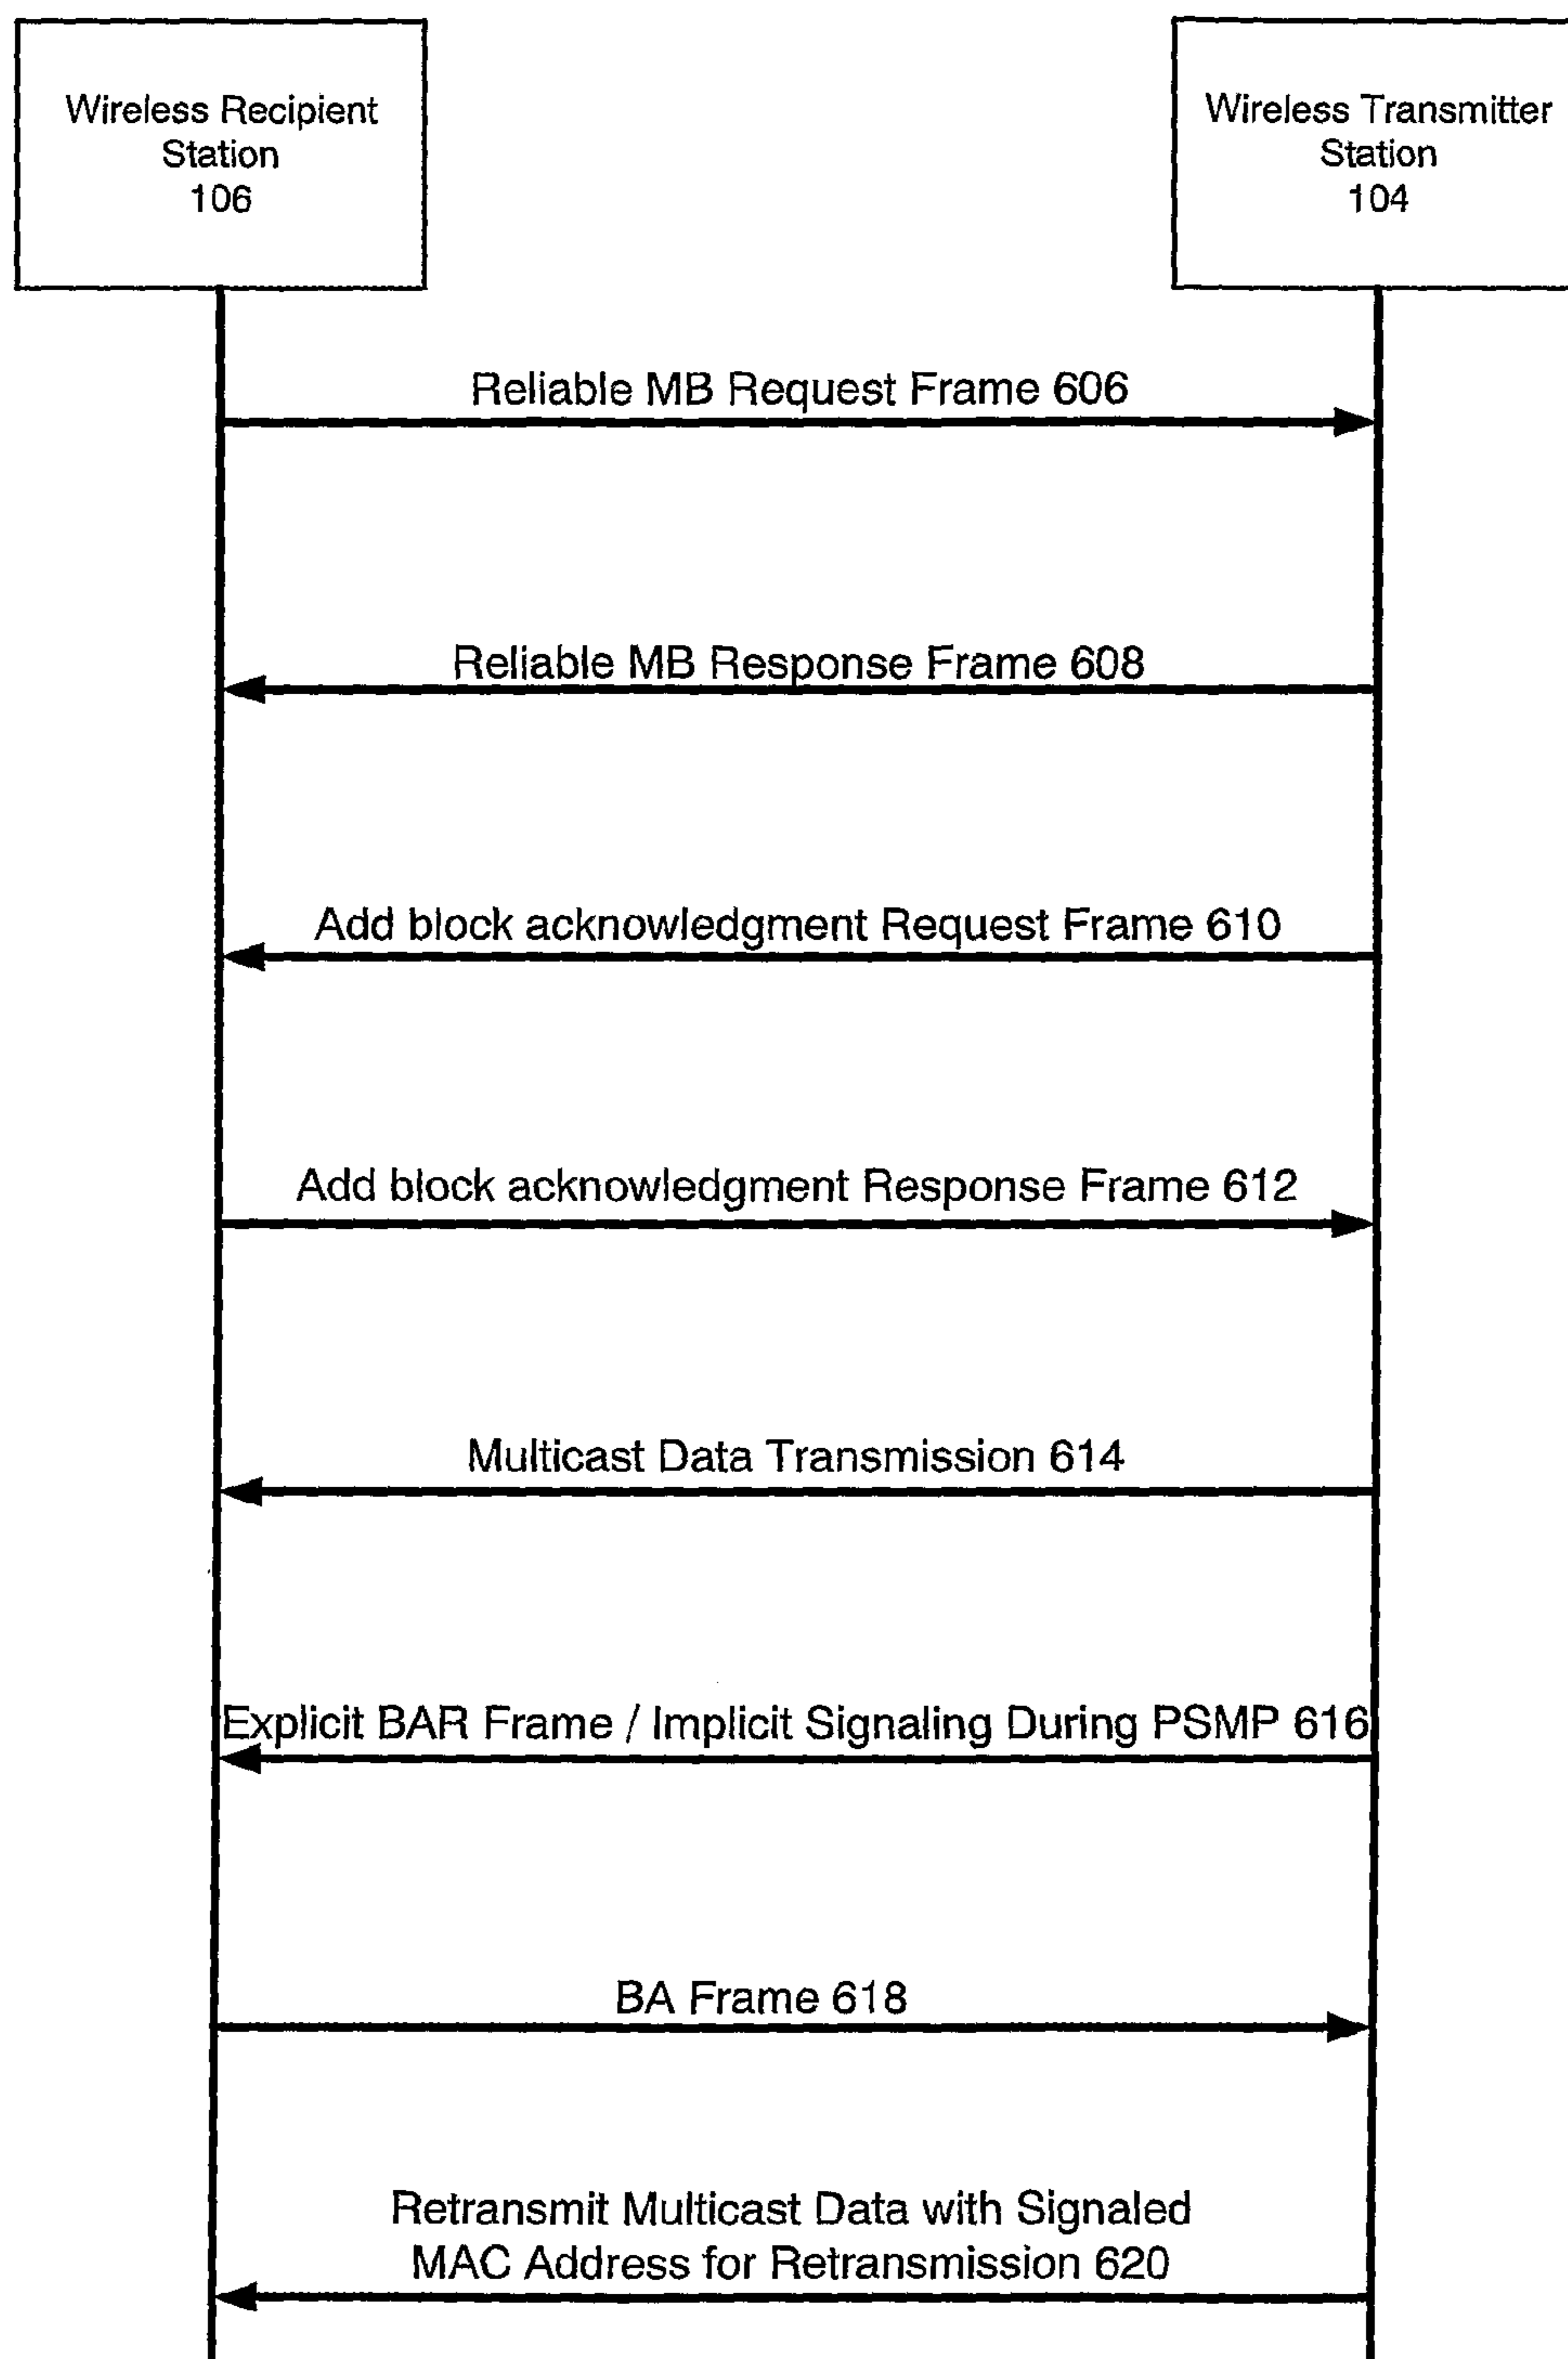 Wireless Recipient
Station
106
Wireless Transmitter
Station
104
Reliable MB Request Frame 606
Reliable MB Response Frame 608
Add block acknowledgment Request Frame 610
Add block acknowledgment Response Frame 612
Multicast Data Transmission 614
Explicit BAR Frame / Implicit Signaling During PSMP 616
BA Frame 618
Retransmit Multicast Data with Signaled
MAC Address for Retransmission 620